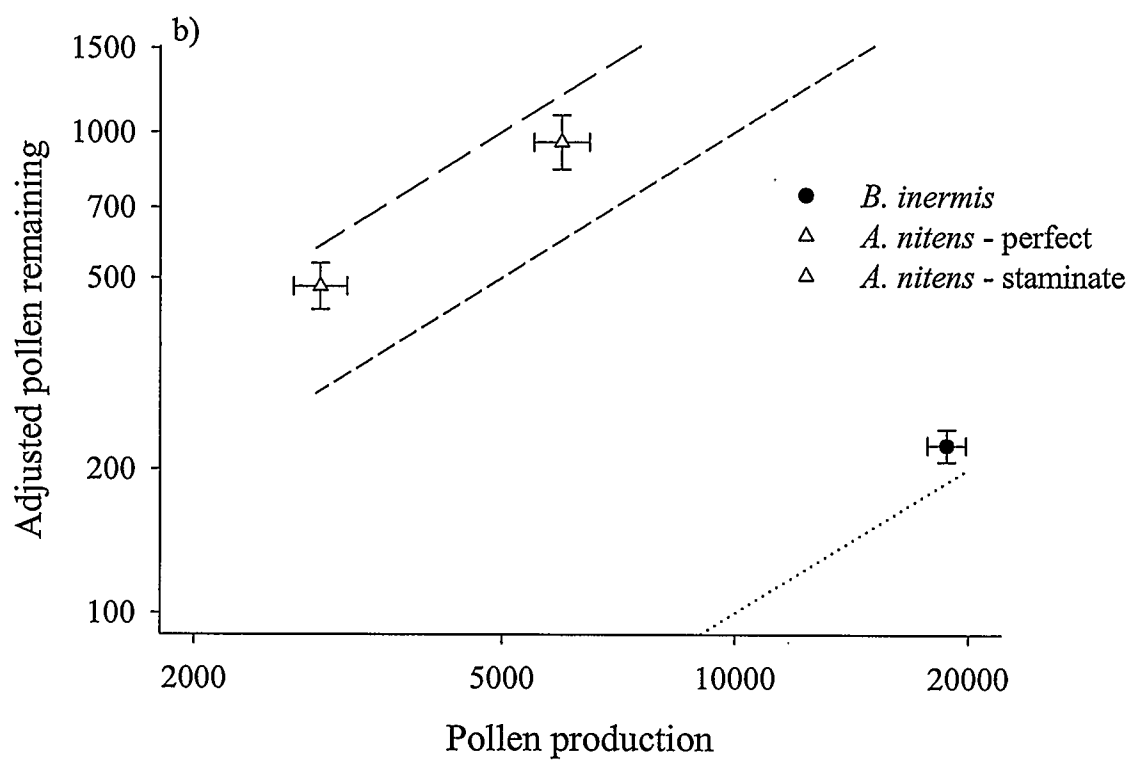 b)
1500
1000
700
500
200
100
Adjusted pollen remaining
B. inermis
A. nitens - perfect
A. nitens - staminate
2000
5000
10000
20000
Pollen production